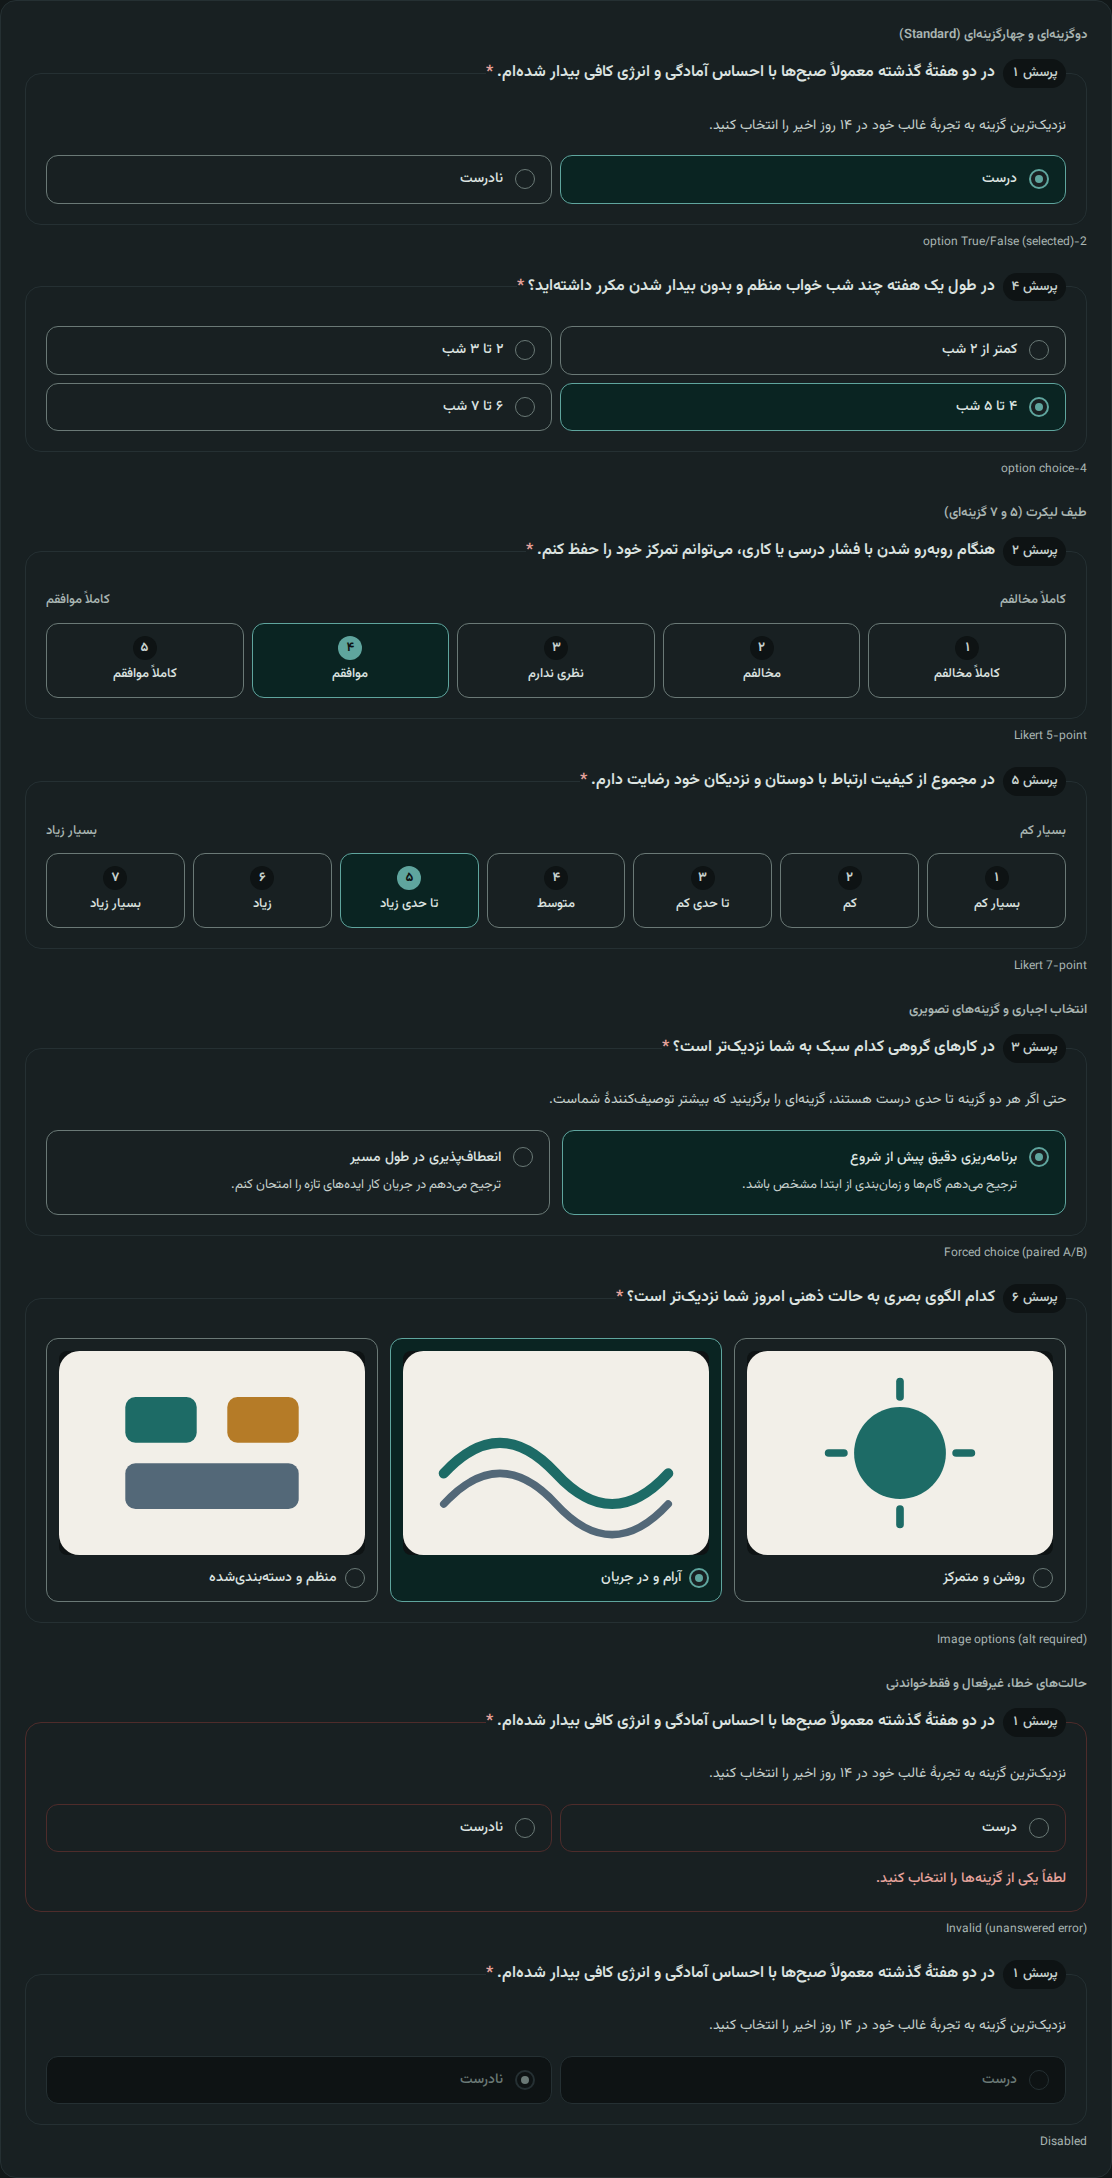 دوگزینه‌ای و چهارگزینه‌ای (Standard)
پرسش ۱ در دو هفتهٔ گذشته معمولاً صبح‌ها با احساس آمادگی و انرژی کافی بیدار شده‌ام. *
نزدیک‌ترین گزینه به تجربهٔ غالب خود در ۱۴ روز اخیر را انتخاب کنید.
درست نادرست
option True/False (selected)-2
پرسش ۴ در طول یک هفته چند شب خواب منظم و بدون بیدار شدن مکرر داشته‌اید؟ *
کمتر از ۲ شب ۲ تا ۳ شب
۴ تا ۵ شب ۶ تا ۷ شب
option choice-4
طیف لیکرت (۵ و ۷ گزینه‌ای)
پرسش ۲ هنگام روبه‌رو شدن با فشار درسی یا کاری، می‌توانم تمرکز خود را حفظ کنم. *
کاملاً مخالفم کاملاً موافقم
۱ ۲ ۳ ۴ ۵
کاملاً مخالفم مخالفم نظری ندارم موافقم کاملاً موافقم
Likert 5-point
پرسش ۵ در مجموع از کیفیت ارتباط با دوستان و نزدیکان خود رضایت دارم. *
بسیار کم بسیار زیاد
۱ ۲ ۳ ۴ ۵ ۶ ۷
بسیار کم کم تا حدی کم متوسط تا حدی زیاد زیاد بسیار زیاد
Likert 7-point
انتخاب اجباری و گزینه‌های تصویری
پرسش ۳ در کارهای گروهی کدام سبک به شما نزدیک‌تر است؟ *
حتی اگر هر دو گزینه تا حدی درست هستند، گزینه‌ای را برگزینید که بیشتر توصیف‌کنندهٔ شماست.
برنامه‌ریزی دقیق پیش از شروع انعطاف‌پذیری در طول مسیر
ترجیح می‌دهم گام‌ها و زمان‌بندی از ابتدا مشخص باشد. ترجیح می‌دهم در جریان کار ایده‌های تازه را امتحان کنم.
Forced choice (paired A/B)
پرسش ۶ کدام الگوی بصری به حالت ذهنی امروز شما نزدیک‌تر است؟ *
روشن و متمرکز آرام و در جریان منظم و دسته‌بندی‌شده
Image options (alt required)
حالت‌های خطا، غیرفعال و فقط‌خواندنی
پرسش ۱ در دو هفتهٔ گذشته معمولاً صبح‌ها با احساس آمادگی و انرژی کافی بیدار شده‌ام. *
نزدیک‌ترین گزینه به تجربهٔ غالب خود در ۱۴ روز اخیر را انتخاب کنید.
درست نادرست
لطفاً یکی از گزینه‌ها را انتخاب کنید.
Invalid (unanswered error)
پرسش ۱ در دو هفتهٔ گذشته معمولاً صبح‌ها با احساس آمادگی و انرژی کافی بیدار شده‌ام. *
نزدیک‌ترین گزینه به تجربهٔ غالب خود در ۱۴ روز اخیر را انتخاب کنید.
درست نادرست
Disabled